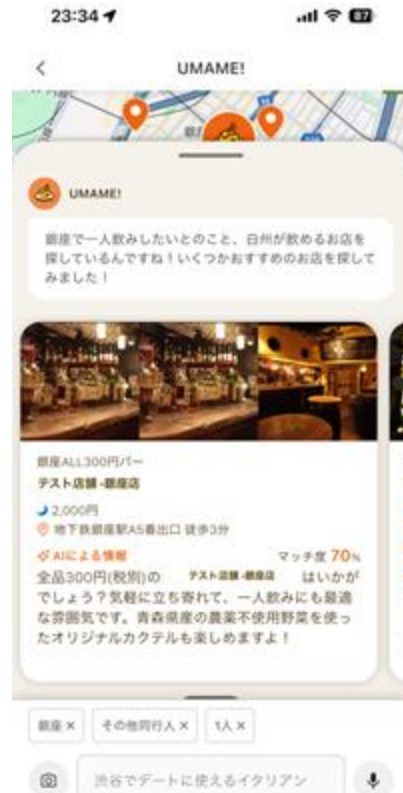 23:34
87
UMAME!
UMAME!
銀座で一人飲みしたいとのこと、白州が飲めるお店を
探しているんですね！いくつかおすすめのお店を探して
みました！
銀座ALL300円バー
テスト店舗-銀座店
2,000円
地下鉄銀座駅A5番出口 徒歩3分
AIによる情報
マッチ度 70%
全品300円(税別)の テスト店舗-銀座店 はいかが
でしょう？気軽に立ち寄れて、一人飲みにも最適
な雰囲気です。青森県産の農薬不使用野菜を使っ
たオリジナルカクテルも楽しめますよ！
銀座 ×
その他同行人 ×
1人 ×
渋谷でデートに使えるイタリアン